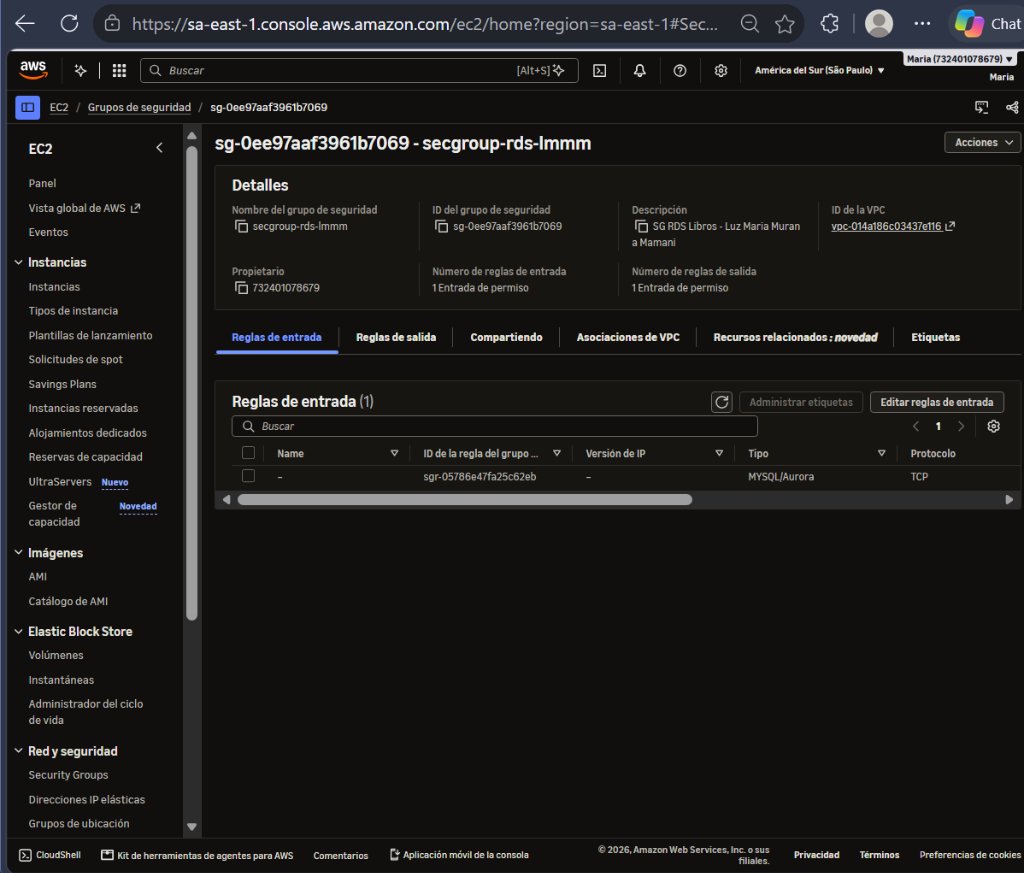 https://sa-east-1.console.aws.amazon.com/ec2/home?region=sa-east-1#Sec...
Chat
aws
Buscar
[Alt+S]
América del Sur (São Paulo)
Maria (732401078679)
Maria
EC2 / Grupos de seguridad / sg-0ee97aaf3961b7069
EC2
Panel
Vista global de AWS
Eventos
Instancias
Instancias
Tipos de instancia
Plantillas de lanzamiento
Solicitudes de spot
Savings Plans
Instancias reservadas
Alojamientos dedicados
Reservas de capacidad
UltraServers Nuevo
Gestor de capacidad Novedad
Imágenes
AMI
Catálogo de AMI
Elastic Block Store
Volúmenes
Instantáneas
Administrador del ciclo
de vida
Red y seguridad
Security Groups
Direcciones IP elásticas
Grupos de ubicación
sg-0ee97aaf3961b7069 - secgroup-rds-lmmm
Acciones
Detalles
Nombre del grupo de seguridad
secgroup-rds-lmmm
ID del grupo de seguridad
sg-0ee97aaf3961b7069
Descripción
SG RDS Libros - Luz Maria Muran
a Mamani
ID de la VPC
vpc-014a186c03437e116
Propietario
732401078679
Número de reglas de entrada
1 Entrada de permiso
Número de reglas de salida
1 Entrada de permiso
Reglas de entrada
Reglas de salida
Compartiendo
Asociaciones de VPC
Recursos relacionados : novedad
Etiquetas
Reglas de entrada (1)
Administrar etiquetas
Editar reglas de entrada
Buscar
1
Name
ID de la regla del grupo ...
Versión de IP
Tipo
Protocolo
–
sgr-05786e47fa25c62eb
–
MYSQL/Aurora
TCP
CloudShell
Kit de herramientas de agentes para AWS
Comentarios
Aplicación móvil de la consola
© 2026, Amazon Web Services, Inc. o sus
filiales.
Privacidad
Términos
Preferencias de cookies